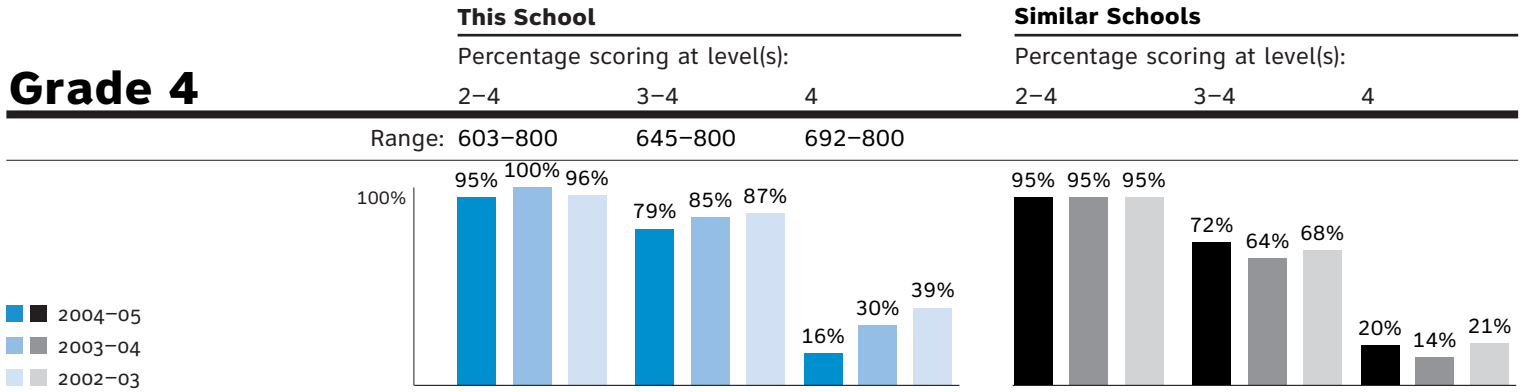 This School Similar Schools
Percentage scoring at level(s): Percentage scoring at level(s):
Grade 4 2–4 3–4 4 2–4 3–4 4
Range: 603–800 645–800 692–800
100%
95% 100% 96% 79% 85% 87% 16% 30% 39%
95% 95% 95% 72% 64% 68% 20% 14% 21%
2004–05
2003–04
2002–03